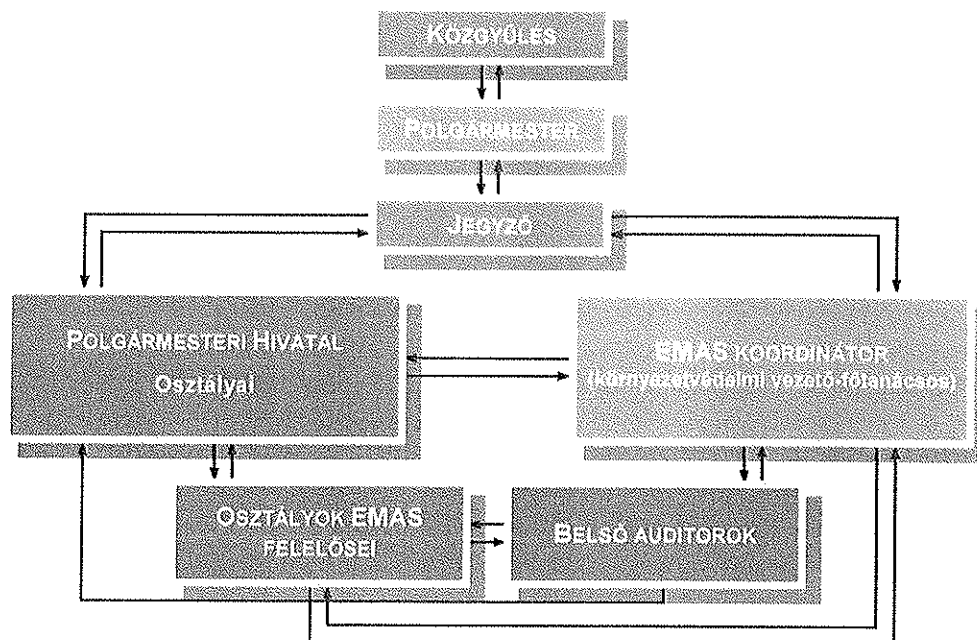 KÖZGYŰLÉS
POLGÁRMESTER
JEGYZŐ
POLGÁRMESTERI HIVATAL
Osztályai
EMAS KOORDINÁTOR
(környezetvédelmi vezető-főtanácsos)
OSZTÁLYOK EMAS
FELELŐSEI
BELSŐ AUDITOROK